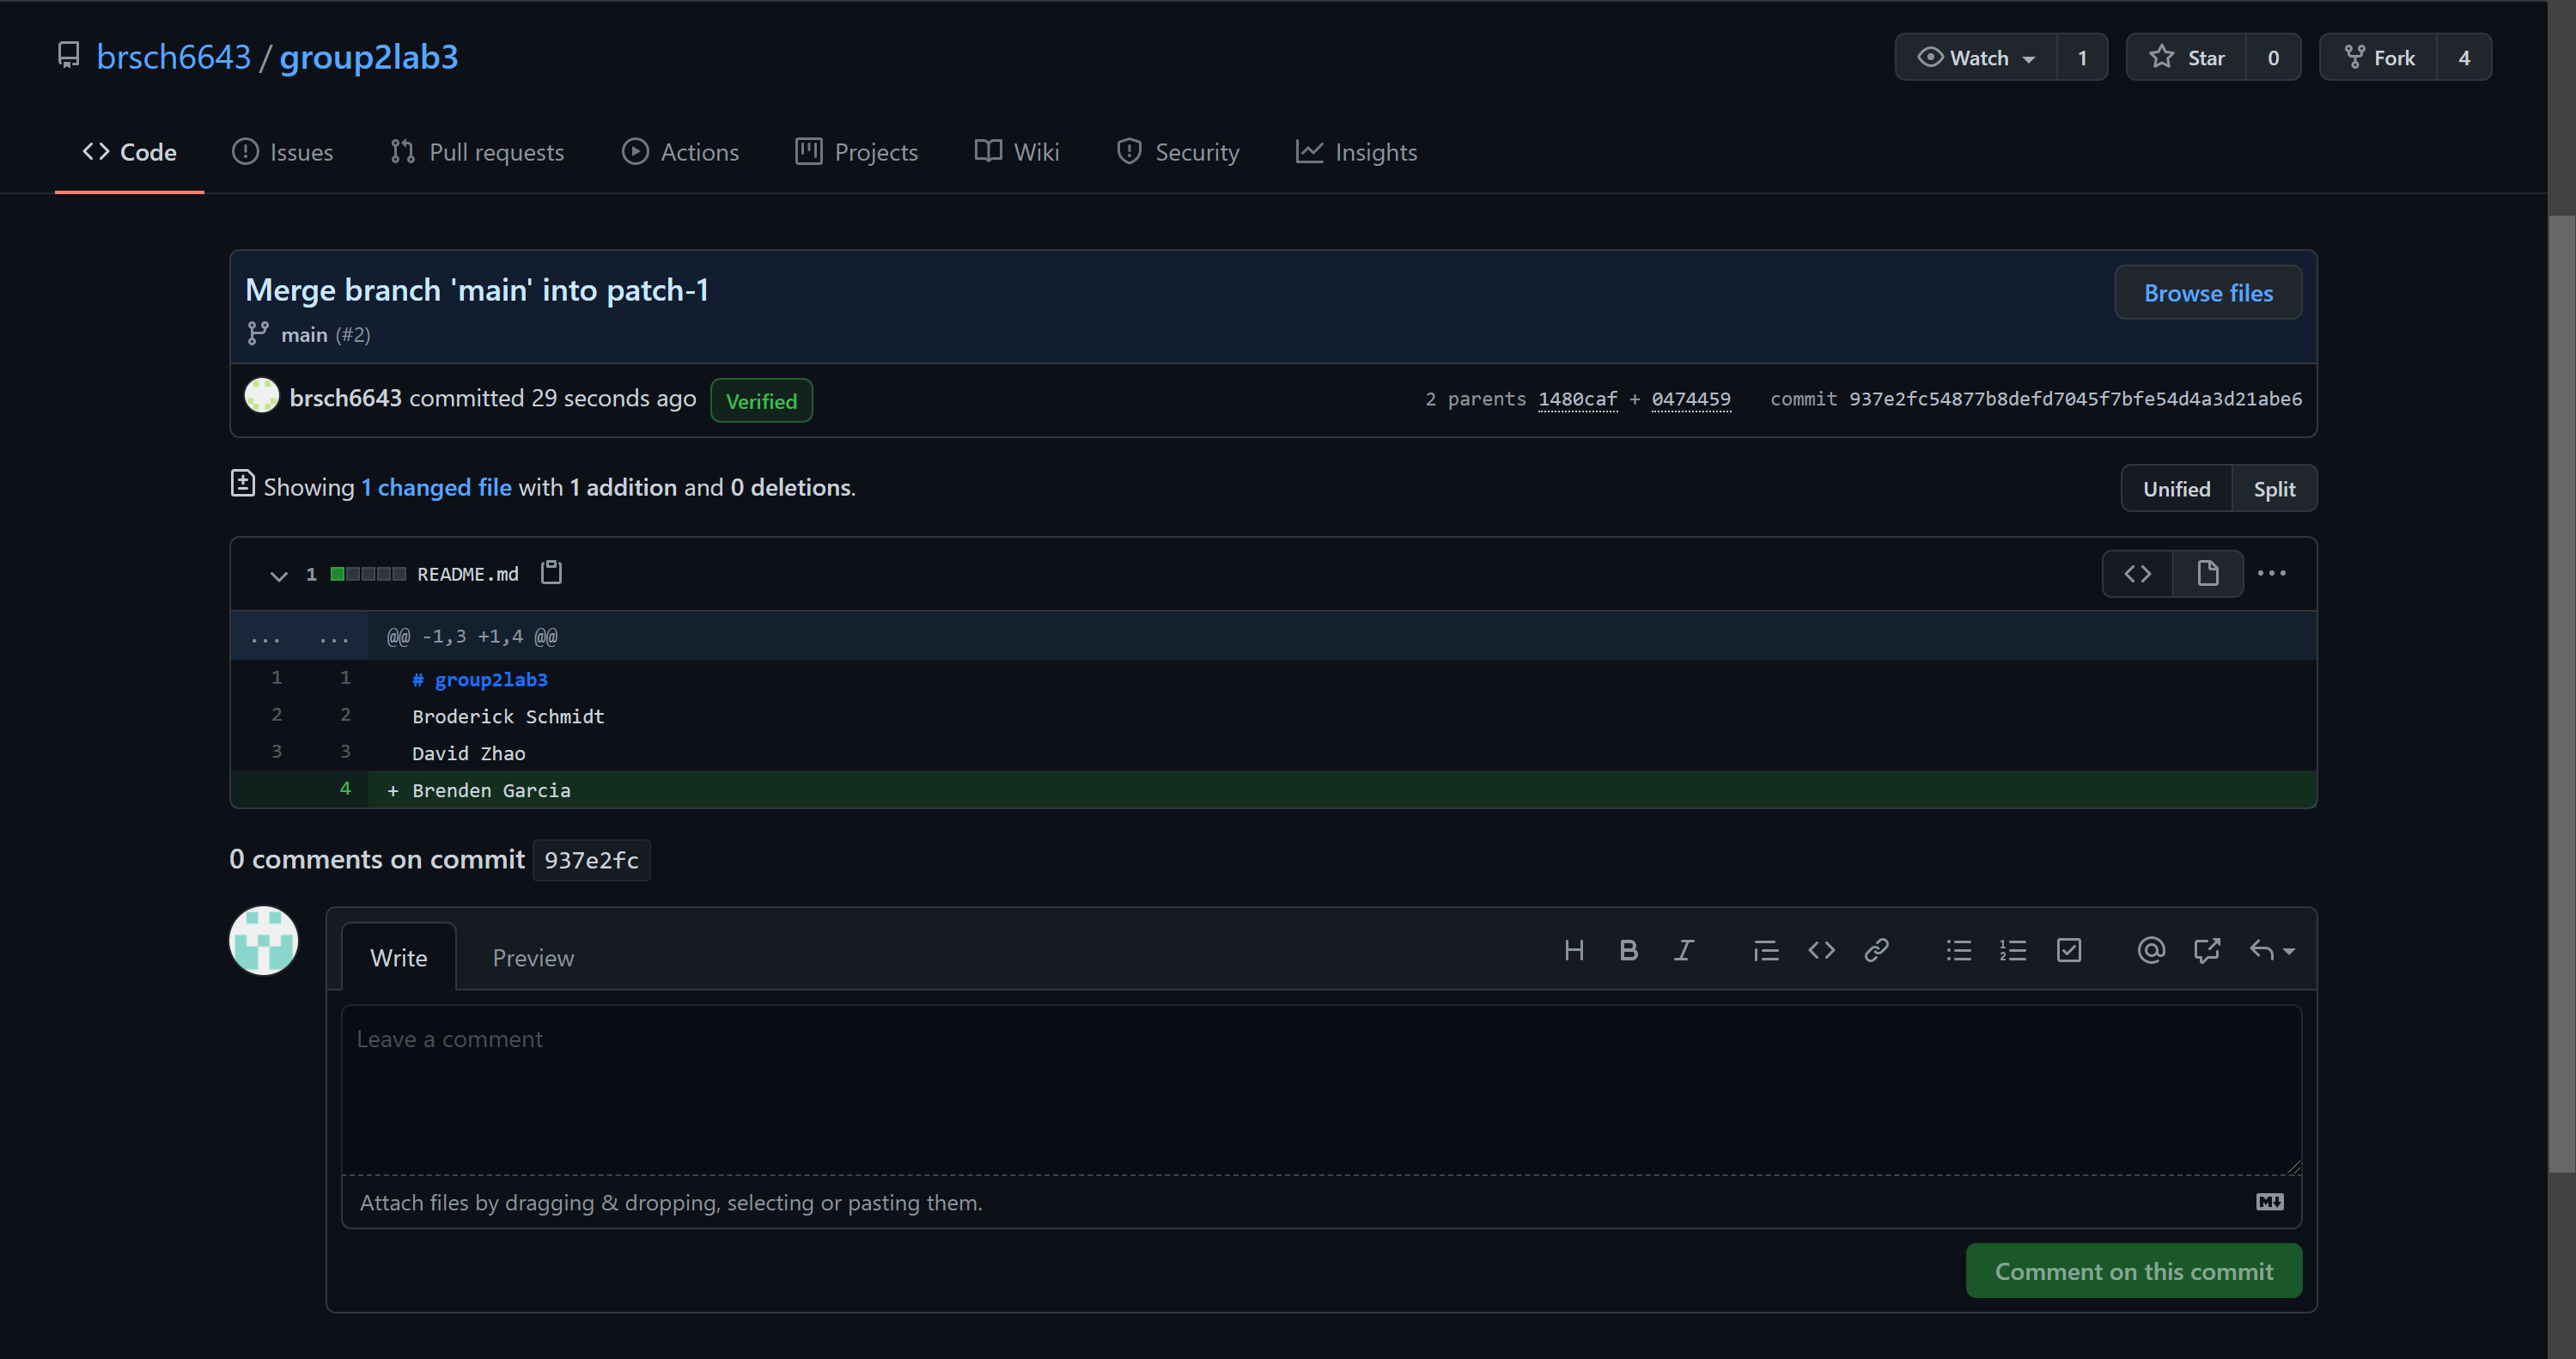 brsch6643 / group2lab3
Watch 1 Star 0 Fork 4
Code Issues Pull requests Actions Projects Wiki Security Insights
Merge branch 'main' into patch-1
Browse files
main (#2)
brsch6643 committed 29 seconds ago Verified 2 parents 1480caf + 0474459 commit 937e2fc54877b8defd7045f7bfe54d4a3d21abe6
Showing 1 changed file with 1 addition and 0 deletions. Unified Split
1 README.md
... ... @@ -1,3 +1,4 @@
1 1 # group2lab3
2 2 Broderick Schmidt
3 3 David Zhao
4 + Brenden Garcia
0 comments on commit 937e2fc
Write Preview
Leave a comment
Attach files by dragging & dropping, selecting or pasting them.
Comment on this commit